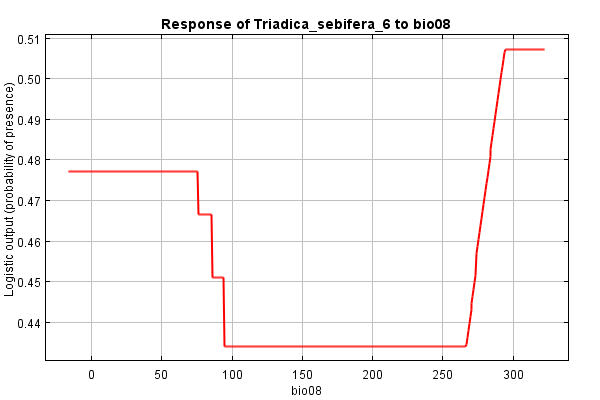 Response of Triadica_sebifera_6 to bio08
Logistic output (probability of presence)
0.51
0.50
0.49
0.48
0.47
0.46
0.45
0.44
0 50 100 150 200 250 300
bio08